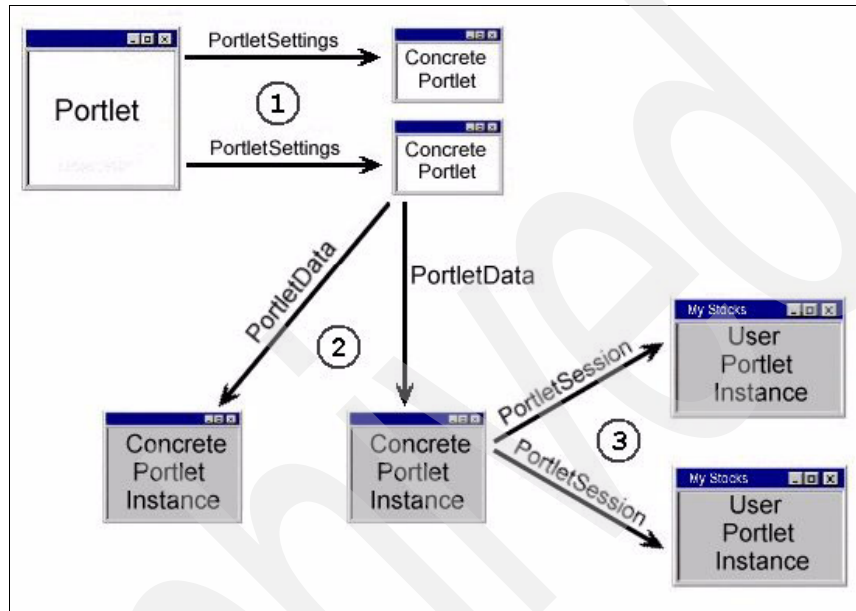 PortletSettings
Portlet
1
Concrete
Portlet
PortletSettings
Concrete
Portlet
PortletData
PortletData
2
My Stocks
User
Portlet
Instance
PortletSession
3
PortletSession
Concrete
Portlet
Instance
Concrete
Portlet
Instance
My Stocks
User
Portlet
Instance